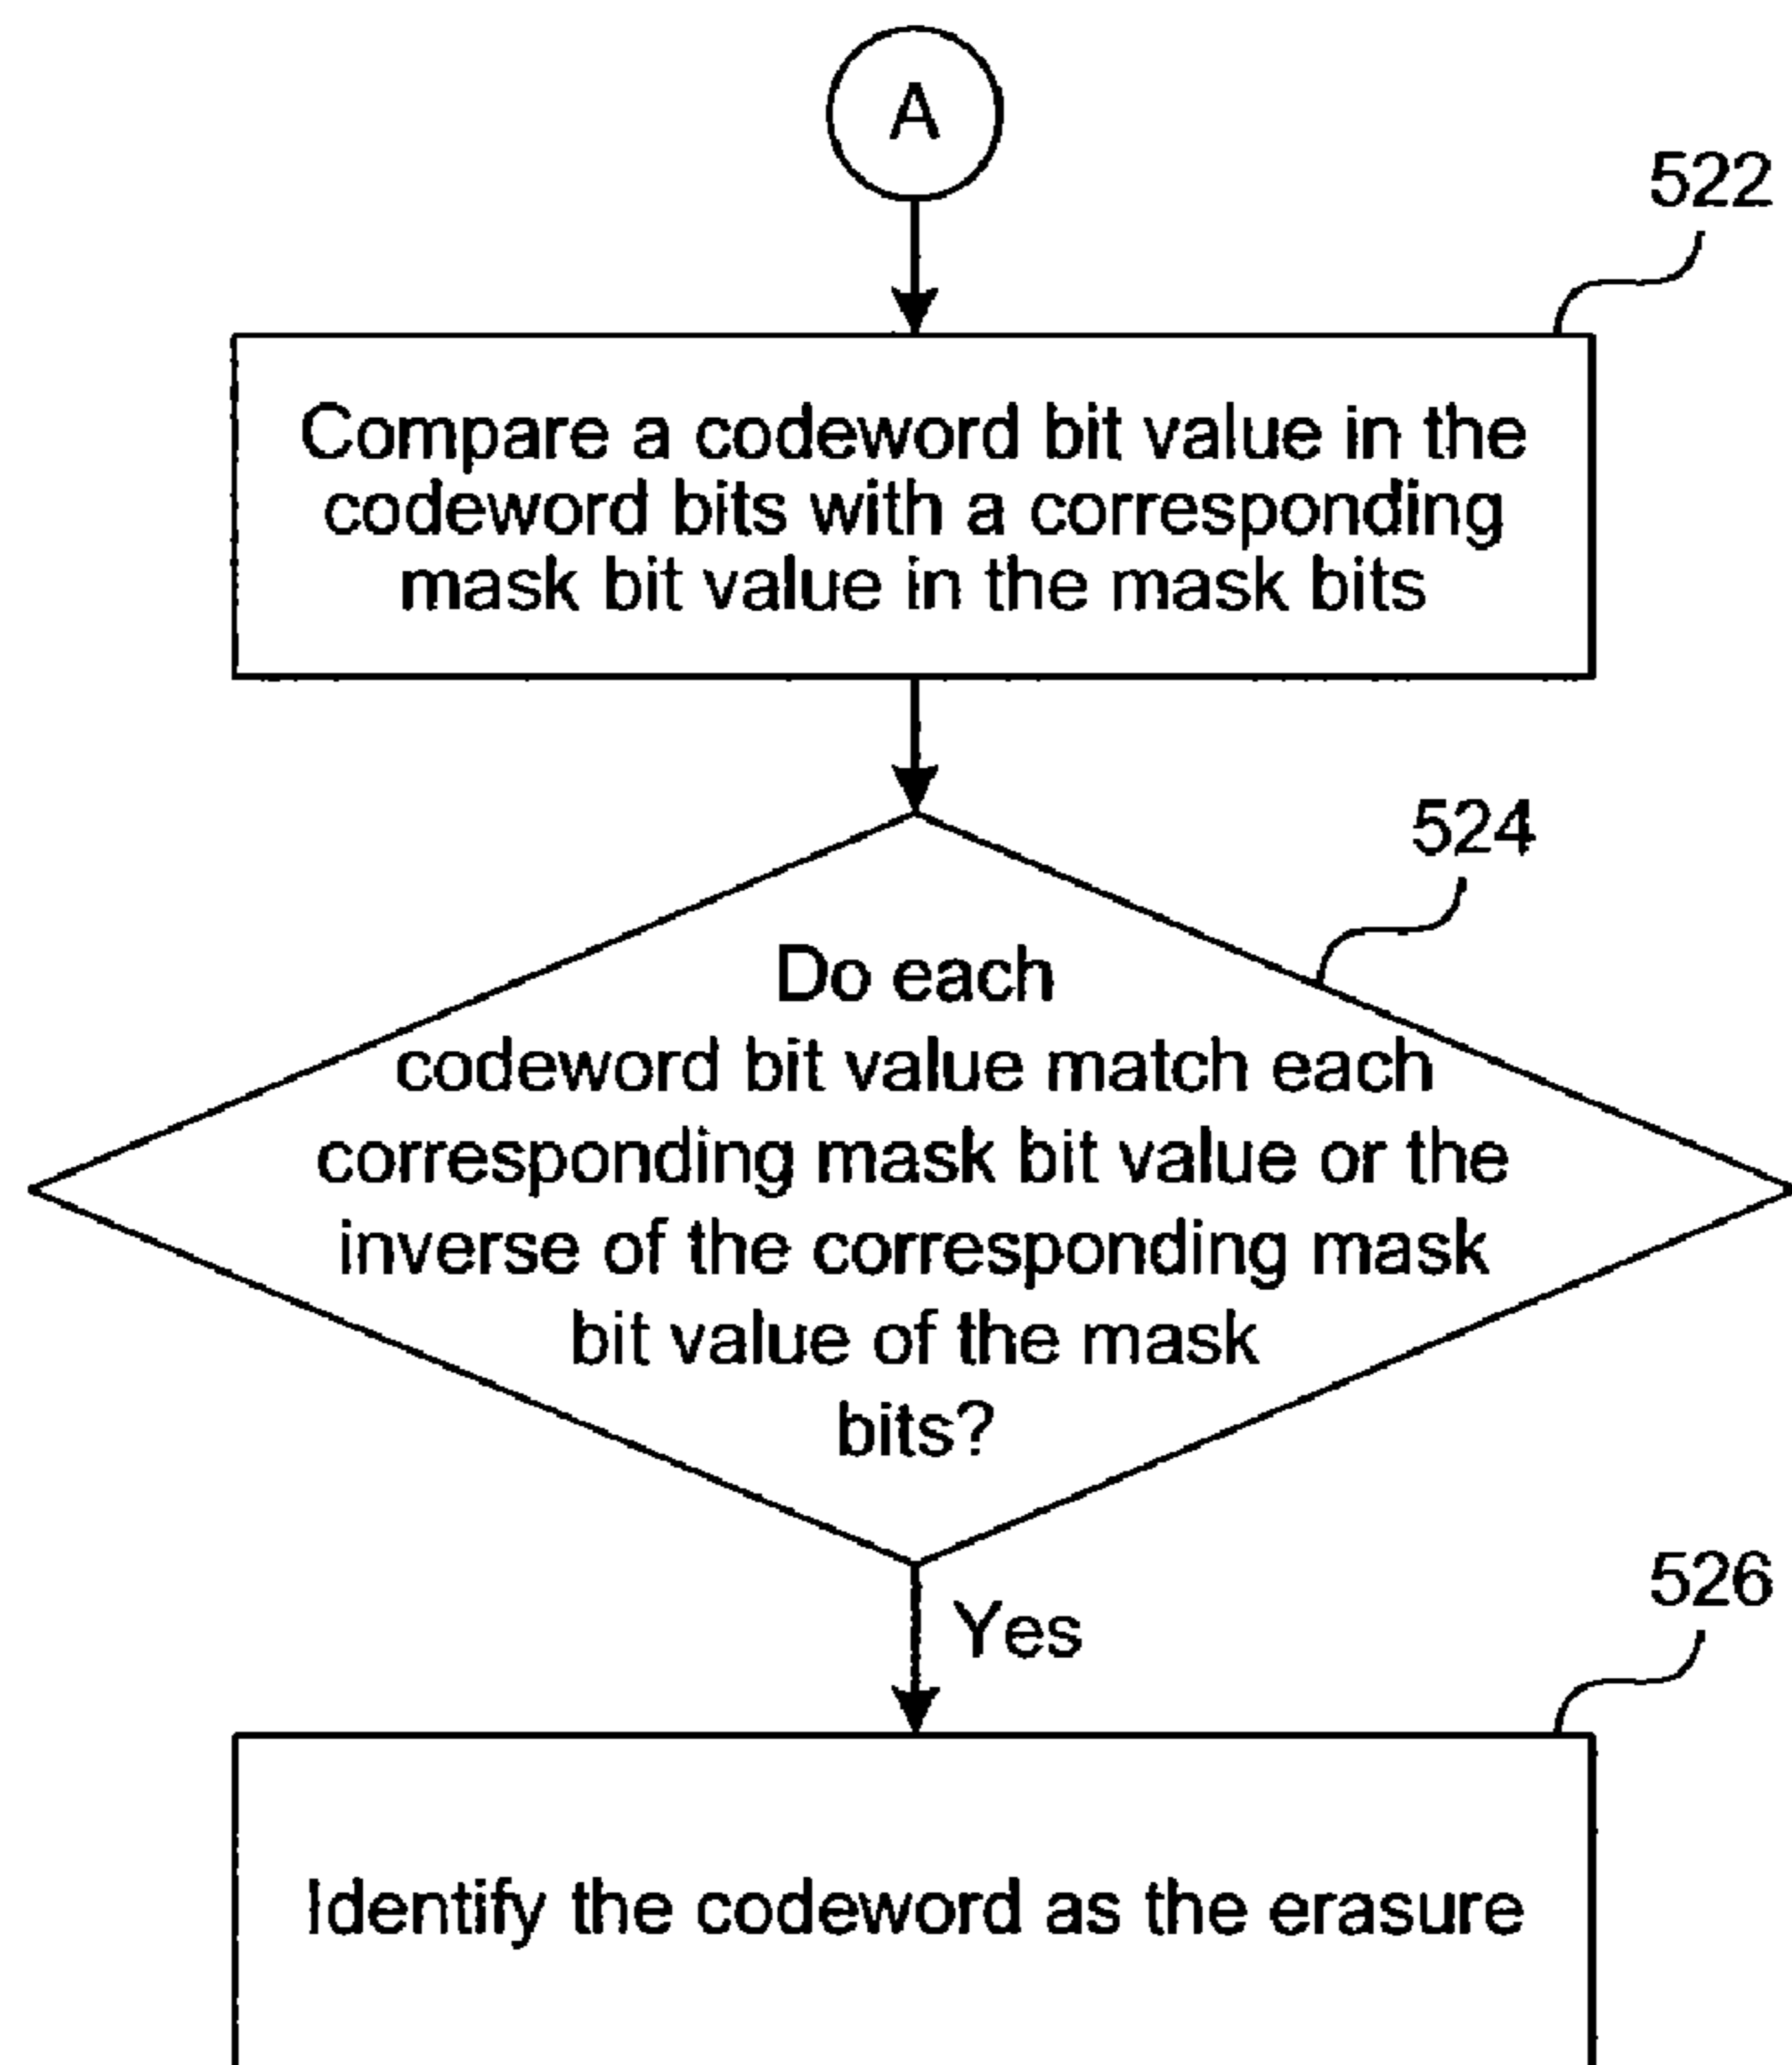 A
522
Compare a codeword bit value in the
codeword bits with a corresponding
mask bit value in the mask bits
524
Do each
codeword bit value match each
corresponding mask bit value or the
inverse of the corresponding mask
bit value of the mask
bits?
Yes
526
Identify the codeword as the erasure